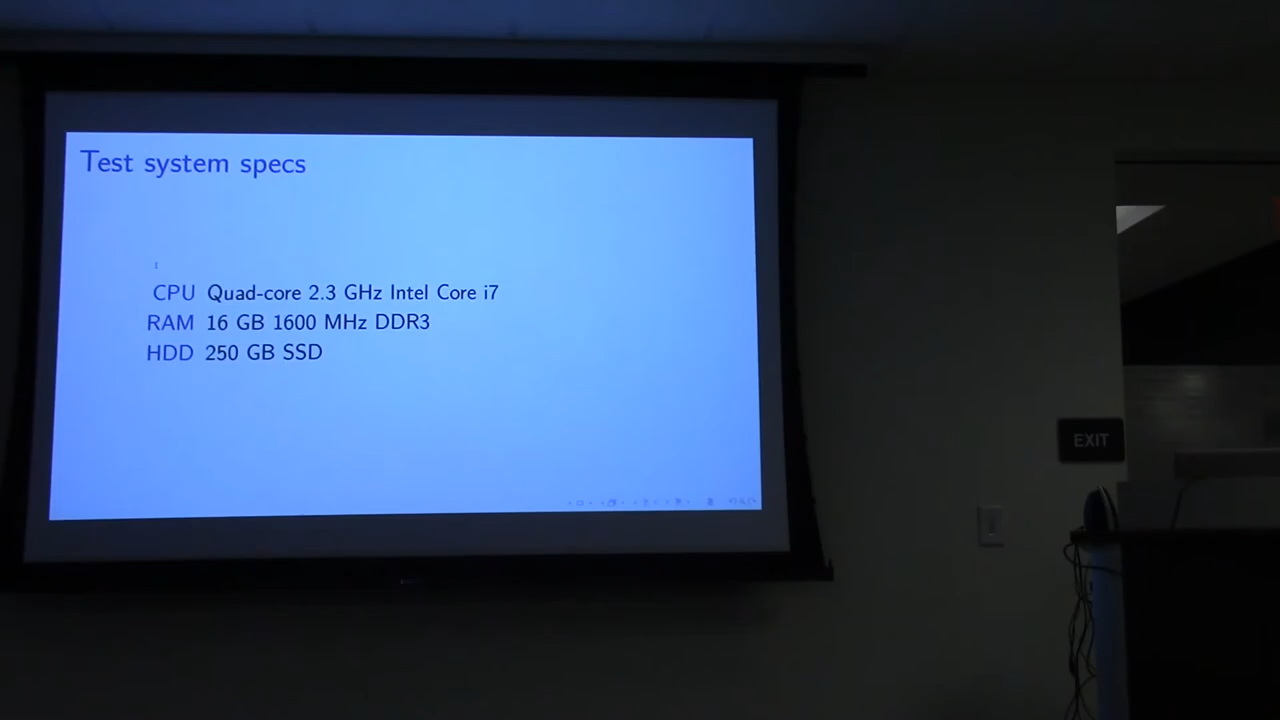 Test system specs
CPU Quad-core 2.3 GHz Intel Core i7
RAM 16 GB 1600 MHz DDR3
HDD 250 GB SSD
EXIT